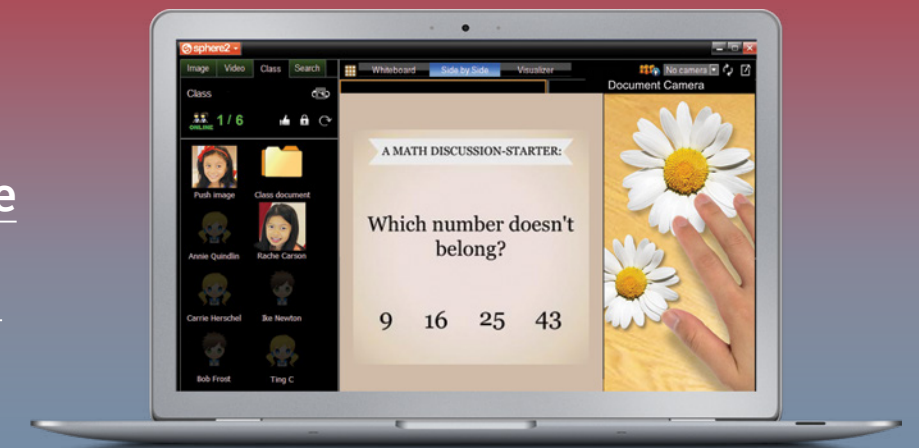 e
sphere2
Image Video Class Search
Whiteboard Side by Side Visualizer
No camera
Class
Document Camera
ONLINE 1 / 6
Push image Class document
Annie Quindlin Rache Carson
Carrie Herschel Ike Newton
Bob Frost Ting C
A MATH DISCUSSION-STARTER:
Which number doesn't
belong?
9 16 25 43